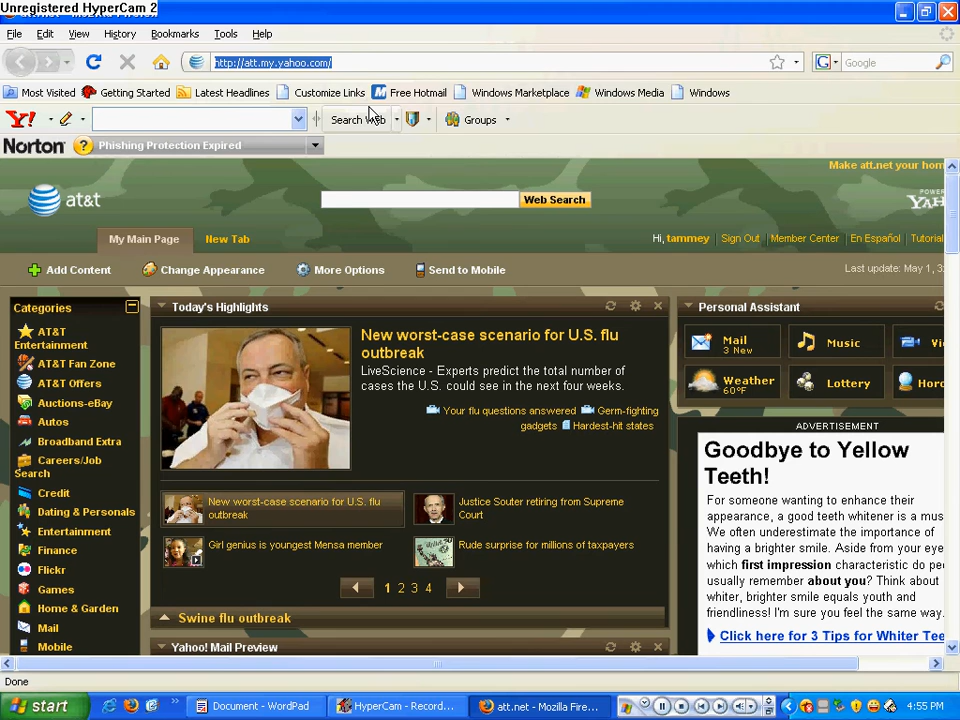 Unregistered HyperCam 2
File Edit View History Bookmarks Tools Help
http://att.my.yahoo.com/
Google
Most Visited Getting Started Latest Headlines Customize Links Free Hotmail Windows Marketplace Windows Media Windows
Y! Search Web Groups
Norton Phishing Protection Expired
Make att.net your hom
at&t
Web Search
POWER
YAH
My Main Page New Tab
Hi, tammey Sign Out Member Center En Español Tutorial
Add Content Change Appearance More Options Send to Mobile
Last update: May 1, 3:
Categories
AT&T Entertainment
AT&T Fan Zone
AT&T Offers
Auctions-eBay
Autos
Broadband Extra
Careers/Job Search
Credit
Dating & Personals
Entertainment
Finance
Flickr
Games
Home & Garden
Mail
Mobile
Today's Highlights
New worst-case scenario for U.S. flu
outbreak
LiveScience - Experts predict the total number of
cases the U.S. could see in the next four weeks.
Your flu questions answered Germ-fighting
gadgets Hardest-hit states
New worst-case scenario for U.S. flu
outbreak
Justice Souter retiring from Supreme
Court
Girl genius is youngest Mensa member
Rude surprise for millions of taxpayers
1 2 3 4
Swine flu outbreak
Yahoo! Mail Preview
Personal Assistant
Mail
3 New
Music
Vi
Weather
60°F
Lottery
Horo
ADVERTISEMENT
Goodbye to Yellow
Teeth!
For someone wanting to enhance their
appearance, a good teeth whitener is a mus
We often underestimate the importance of
having a brighter smile. Aside from your eye
which first impression characteristic do pe
usually remember about you? Think about
whiter, brighter smile equals youth and
friendliness! I'm sure you feel the same way.
Click here for 3 Tips for Whiter Tee
Done
start
Document - WordPad
HyperCam - Record...
att.net - Mozilla Fire...
4:55 PM